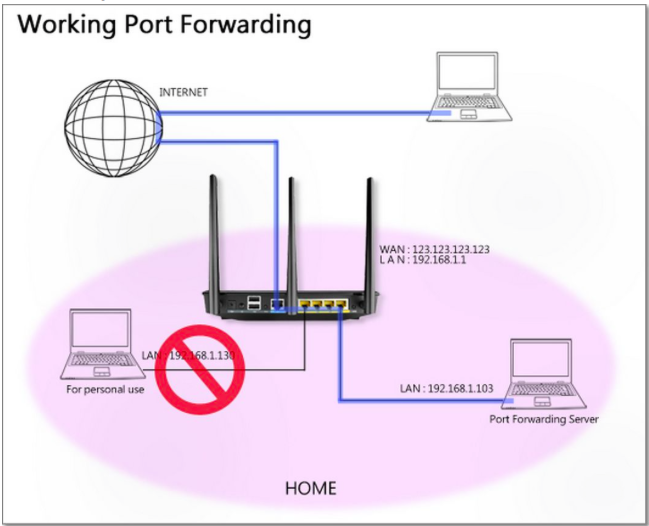 Working Port Forwarding
INTERNET
WAN : 123.123.123.123
L A N : 192.168.1.1
LAN : 192.168.1.130
For personal use
LAN : 192.168.1.103
Port Forwarding Server
HOME